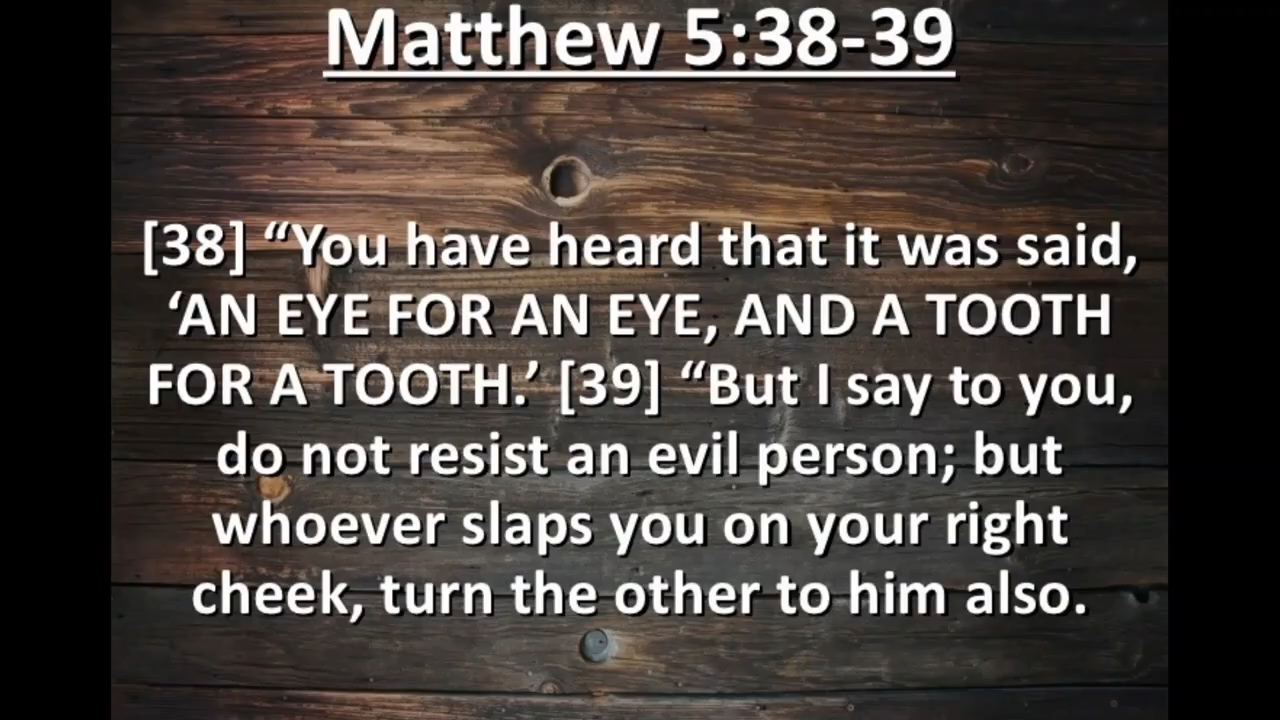 Matthew 5:38-39
[38] “You have heard that it was said,
‘AN EYE FOR AN EYE, AND A TOOTH
FOR A TOOTH.’ [39] “But I say to you,
do not resist an evil person; but
whoever slaps you on your right
cheek, turn the other to him also.